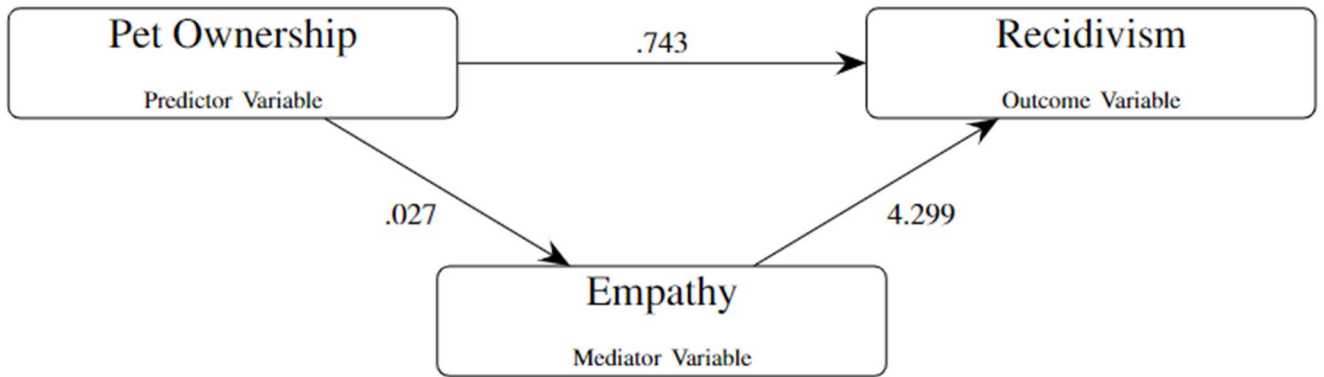 Pet Ownership
Predictor Variable
.743
Recidivism
Outcome Variable
.027
4.299
Empathy
Mediator Variable